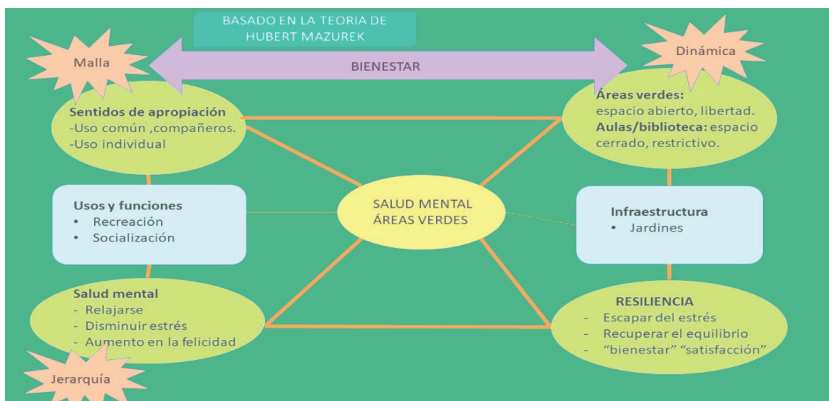 BASADO EN LA TEORIA DE
HUBERT MAZUREK
Malla
Dinámica
BIENESTAR
Sentidos de apropiación
-Uso común ,compañeros.
-Uso individual
Áreas verdes:
espacio abierto, libertad.
Aulas/biblioteca: espacio
cerrado, restrictivo.
Usos y funciones
• Recreación
• Socialización
SALUD MENTAL
ÁREAS VERDES
Infraestructura
• Jardines
Salud mental
- Relajarse
- Disminuir estrés
- Aumento en la felicidad
RESILIENCIA
- Escapar del estrés
- Recuperar el equilibrio
- “bienestar” “satisfacción”
Jerarquía